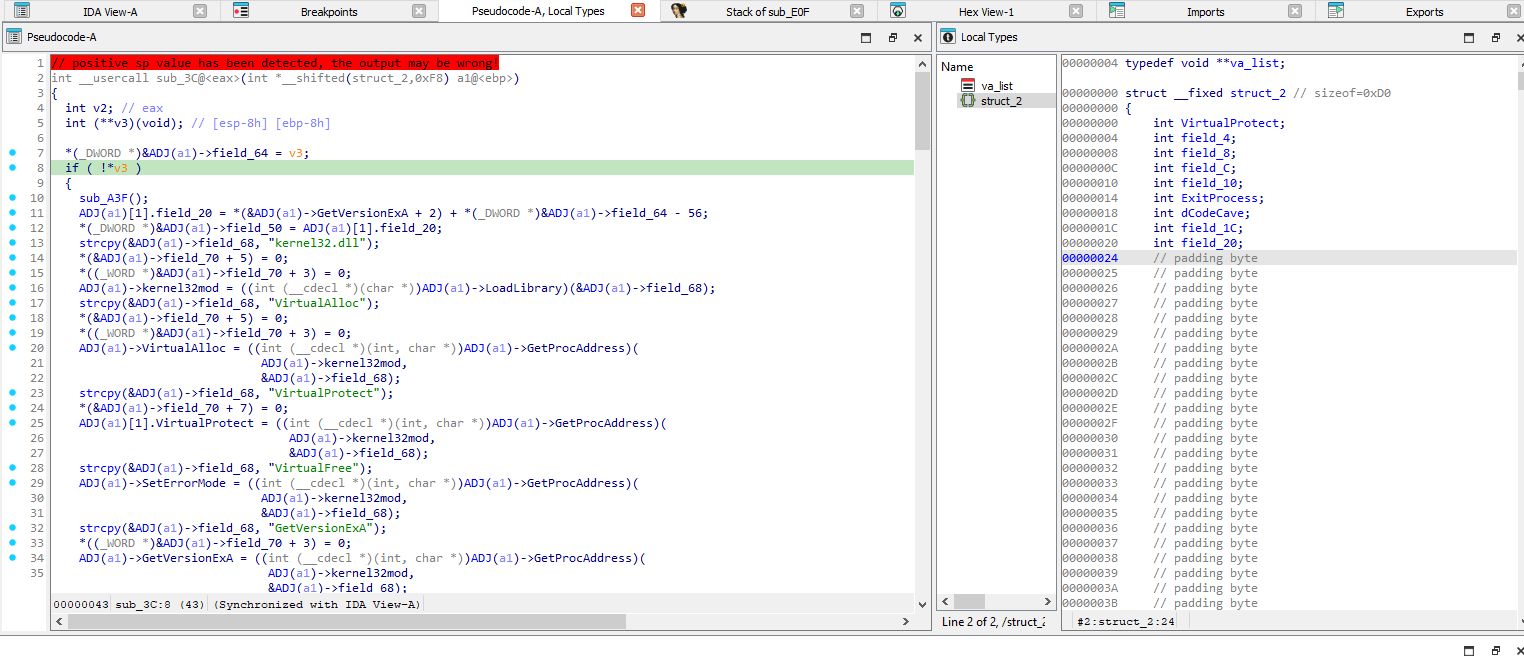 IDA View-A
Breakpoints
Pseudocode-A, Local Types
Stack of sub_E0F
Hex View-1
Imports
Exports
Pseudocode-A
1 // positive sp value has been detected, the output may be wrong!
2 int __usercall sub_3C@<eax>(int *__shifted(struct_2,0xF8) a1@<ebp>)
3 {
4 int v2; // eax
5 int (**v3)(void); // [esp-8h] [ebp-8h]
6
7 *(_DWORD *)&ADJ(a1)->field_64 = v3;
8 if ( !*v3 )
9 {
10 sub_A3F();
11 ADJ(a1)[1].field_20 = *(&ADJ(a1)->GetVersionExA + 2) + *(_DWORD *)&ADJ(a1)->field_64 - 56;
12 *(_DWORD *)&ADJ(a1)->field_50 = ADJ(a1)[1].field_20;
13 strcpy(&ADJ(a1)->field_68, "kernel32.dll");
14 *(&ADJ(a1)->field_70 + 5) = 0;
15 *((_WORD *)&ADJ(a1)->field_70 + 3) = 0;
16 ADJ(a1)->kernel32mod = ((int (__cdecl *)(char *))ADJ(a1)->LoadLibrary)(&ADJ(a1)->field_68);
17 strcpy(&ADJ(a1)->field_68, "VirtualAlloc");
18 *(&ADJ(a1)->field_70 + 5) = 0;
19 *((_WORD *)&ADJ(a1)->field_70 + 3) = 0;
20 ADJ(a1)->VirtualAlloc = ((int (__cdecl *)(int, char *))ADJ(a1)->GetProcAddress)(
21 ADJ(a1)->kernel32mod,
22 &ADJ(a1)->field_68);
23 strcpy(&ADJ(a1)->field_68, "VirtualProtect");
24 *(&ADJ(a1)->field_70 + 7) = 0;
25 ADJ(a1)[1].VirtualProtect = ((int (__cdecl *)(int, char *))ADJ(a1)->GetProcAddress)(
26 ADJ(a1)->kernel32mod,
27 &ADJ(a1)->field_68);
28 strcpy(&ADJ(a1)->field_68, "VirtualFree");
29 ADJ(a1)->SetErrorMode = ((int (__cdecl *)(int, char *))ADJ(a1)->GetProcAddress)(
30 ADJ(a1)->kernel32mod,
31 &ADJ(a1)->field_68);
32 strcpy(&ADJ(a1)->field_68, "GetVersionExA");
33 *((_WORD *)&ADJ(a1)->field_70 + 3) = 0;
34 ADJ(a1)->GetVersionExA = ((int (__cdecl *)(int, char *))ADJ(a1)->GetProcAddress)(
35 ADJ(a1)->kernel32mod,
&ADJ(a1)->field_68);
00000043 sub_3C:8 (43) (Synchronized with IDA View-A)
Local Types
Name
va_list
struct_2
Line 2 of 2, /struct_2
00000004 typedef void **va_list;
00000000 struct __fixed struct_2 // sizeof=0xD0
00000000 {
00000000 int VirtualProtect;
00000004 int field_4;
00000008 int field_8;
0000000C int field_C;
00000010 int field_10;
00000014 int ExitProcess;
00000018 int dCodeCave;
0000001C int field_1C;
00000020 int field_20;
00000024 // padding byte
00000025 // padding byte
00000026 // padding byte
00000027 // padding byte
00000028 // padding byte
00000029 // padding byte
0000002A // padding byte
0000002B // padding byte
0000002C // padding byte
0000002D // padding byte
0000002E // padding byte
0000002F // padding byte
00000030 // padding byte
00000031 // padding byte
00000032 // padding byte
00000033 // padding byte
00000034 // padding byte
00000035 // padding byte
00000036 // padding byte
00000037 // padding byte
00000038 // padding byte
00000039 // padding byte
0000003A // padding byte
0000003B // padding byte
#2:struct_2:24